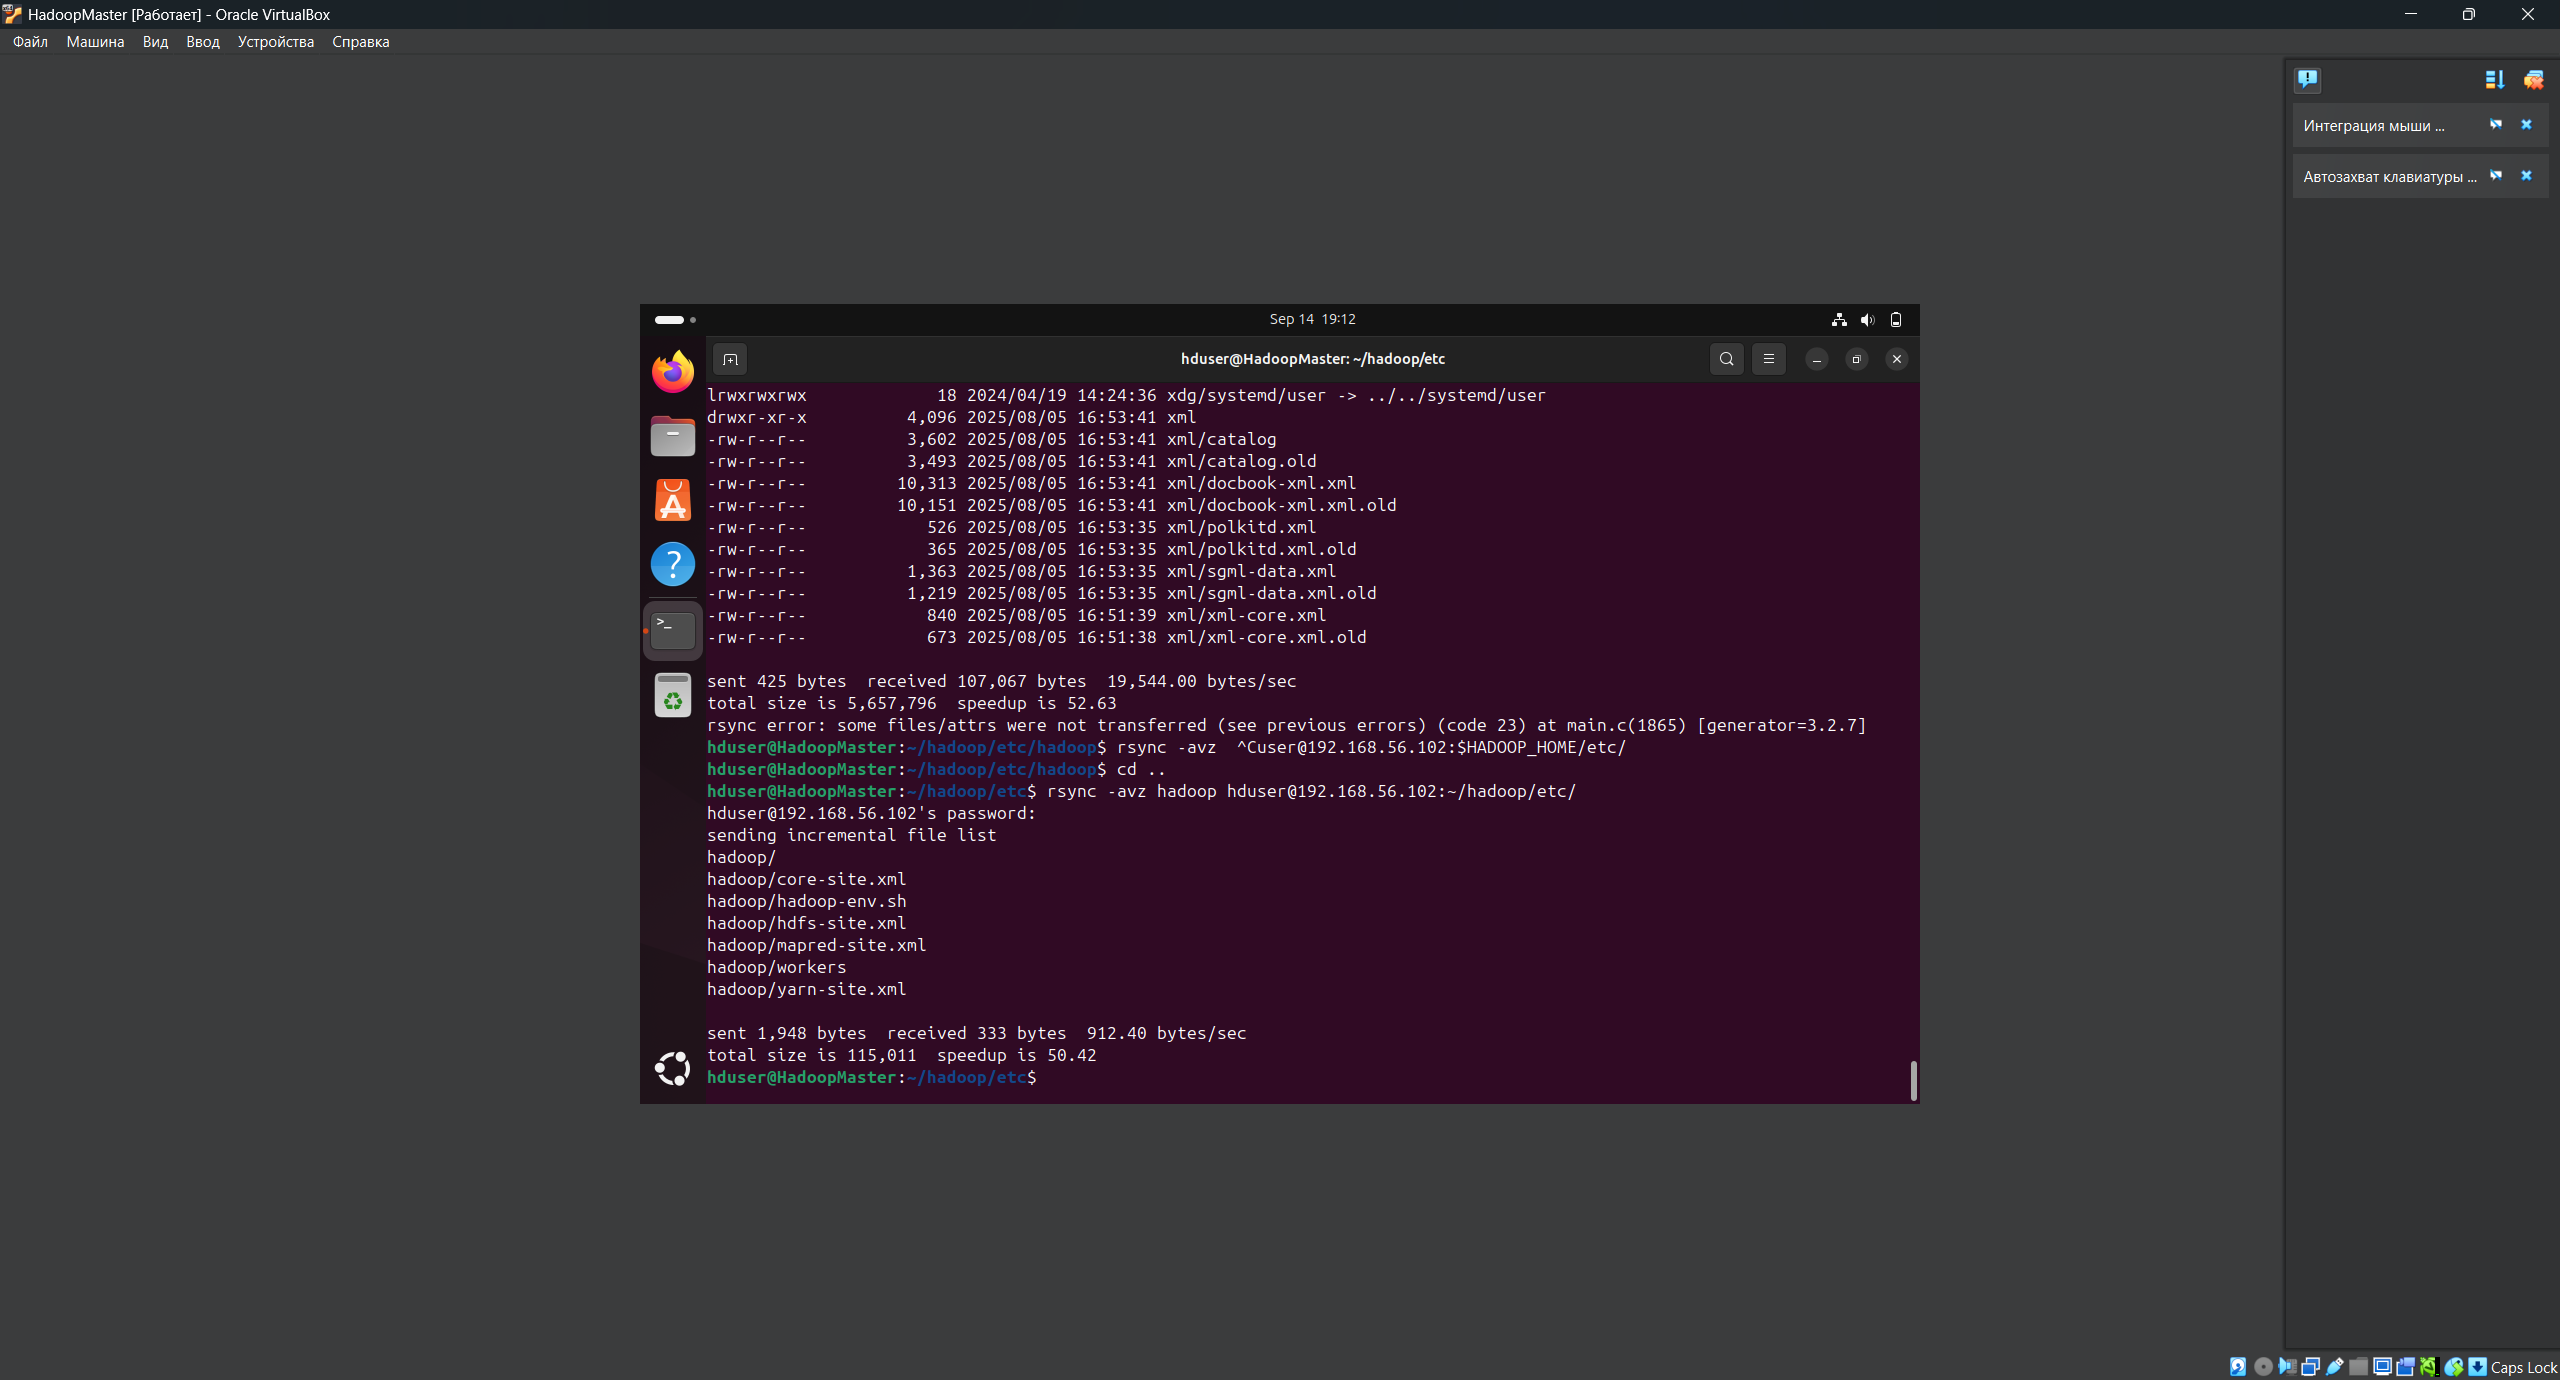 HadoopMaster [Работает] - Oracle VirtualBox
Файл Машина Вид Ввод Устройства Справка
Интеграция мыши ...
Автозахват клавиатуры ...
Sep 14 19:12
hduser@HadoopMaster: ~/hadoop/etc
lrwxrwxrwx 18 2024/04/19 14:24:36 xdg/systemd/user -> ../../systemd/user
drwxr-xr-x 4,096 2025/08/05 16:53:41 xml
-rw-r--r-- 3,602 2025/08/05 16:53:41 xml/catalog
-rw-r--r-- 3,493 2025/08/05 16:53:41 xml/catalog.old
-rw-r--r-- 10,313 2025/08/05 16:53:41 xml/docbook-xml.xml
-rw-r--r-- 10,151 2025/08/05 16:53:41 xml/docbook-xml.xml.old
-rw-r--r-- 526 2025/08/05 16:53:35 xml/polkitd.xml
-rw-r--r-- 365 2025/08/05 16:53:35 xml/polkitd.xml.old
-rw-r--r-- 1,363 2025/08/05 16:53:35 xml/sgml-data.xml
-rw-r--r-- 1,219 2025/08/05 16:53:35 xml/sgml-data.xml.old
-rw-r--r-- 840 2025/08/05 16:51:39 xml/xml-core.xml
-rw-r--r-- 673 2025/08/05 16:51:38 xml/xml-core.xml.old
sent 425 bytes  received 107,067 bytes  19,544.00 bytes/sec
total size is 5,657,796  speedup is 52.63
rsync error: some files/attrs were not transferred (see previous errors) (code 23) at main.c(1865) [generator=3.2.7]
hduser@HadoopMaster:~/hadoop/etc/hadoop$ rsync -avz  ^Cuser@192.168.56.102:$HADOOP_HOME/etc/
hduser@HadoopMaster:~/hadoop/etc/hadoop$ cd ..
hduser@HadoopMaster:~/hadoop/etc$ rsync -avz hadoop hduser@192.168.56.102:~/hadoop/etc/
hduser@192.168.56.102's password:
sending incremental file list
hadoop/
hadoop/core-site.xml
hadoop/hadoop-env.sh
hadoop/hdfs-site.xml
hadoop/mapred-site.xml
hadoop/workers
hadoop/yarn-site.xml
sent 1,948 bytes  received 333 bytes  912.40 bytes/sec
total size is 115,011  speedup is 50.42
hduser@HadoopMaster:~/hadoop/etc$
Caps Lock